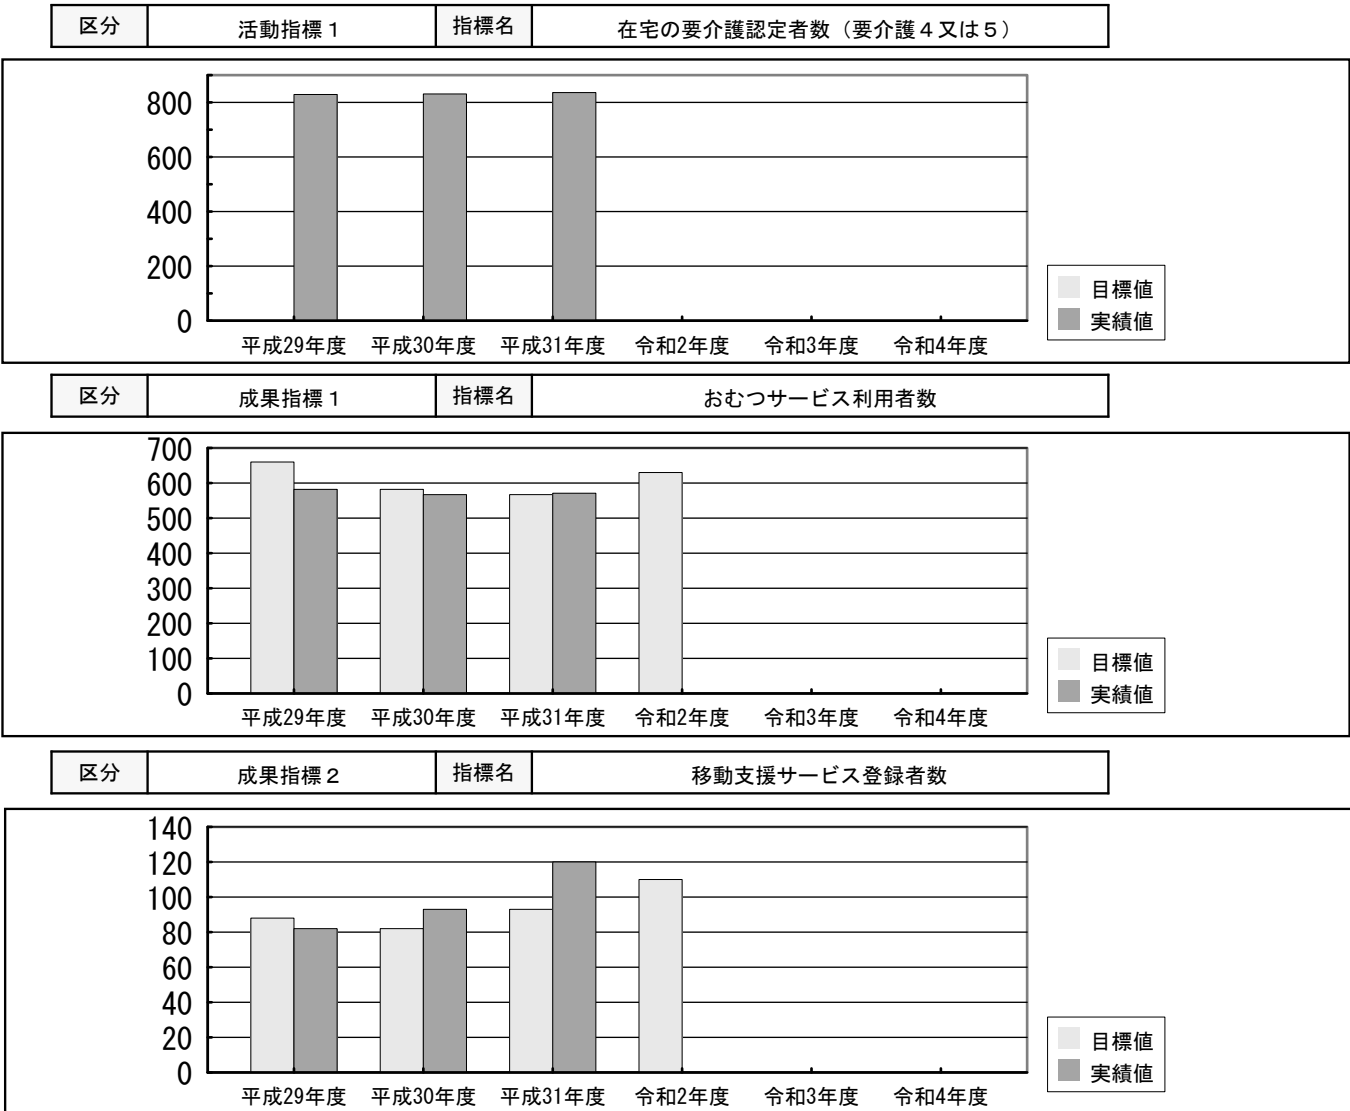 区分 活動指標１ 指標名 在宅の要介護認定者数（要介護４又は５）
800
600
400
200
0
平成29年度 平成30年度 平成31年度 令和2年度 令和3年度 令和4年度
目標値
実績値
区分 成果指標１ 指標名 おむつサービス利用者数
700
600
500
400
300
200
100
0
平成29年度 平成30年度 平成31年度 令和2年度 令和3年度 令和4年度
目標値
実績値
区分 成果指標２ 指標名 移動支援サービス登録者数
140
120
100
80
60
40
20
0
平成29年度 平成30年度 平成31年度 令和2年度 令和3年度 令和4年度
目標値
実績値